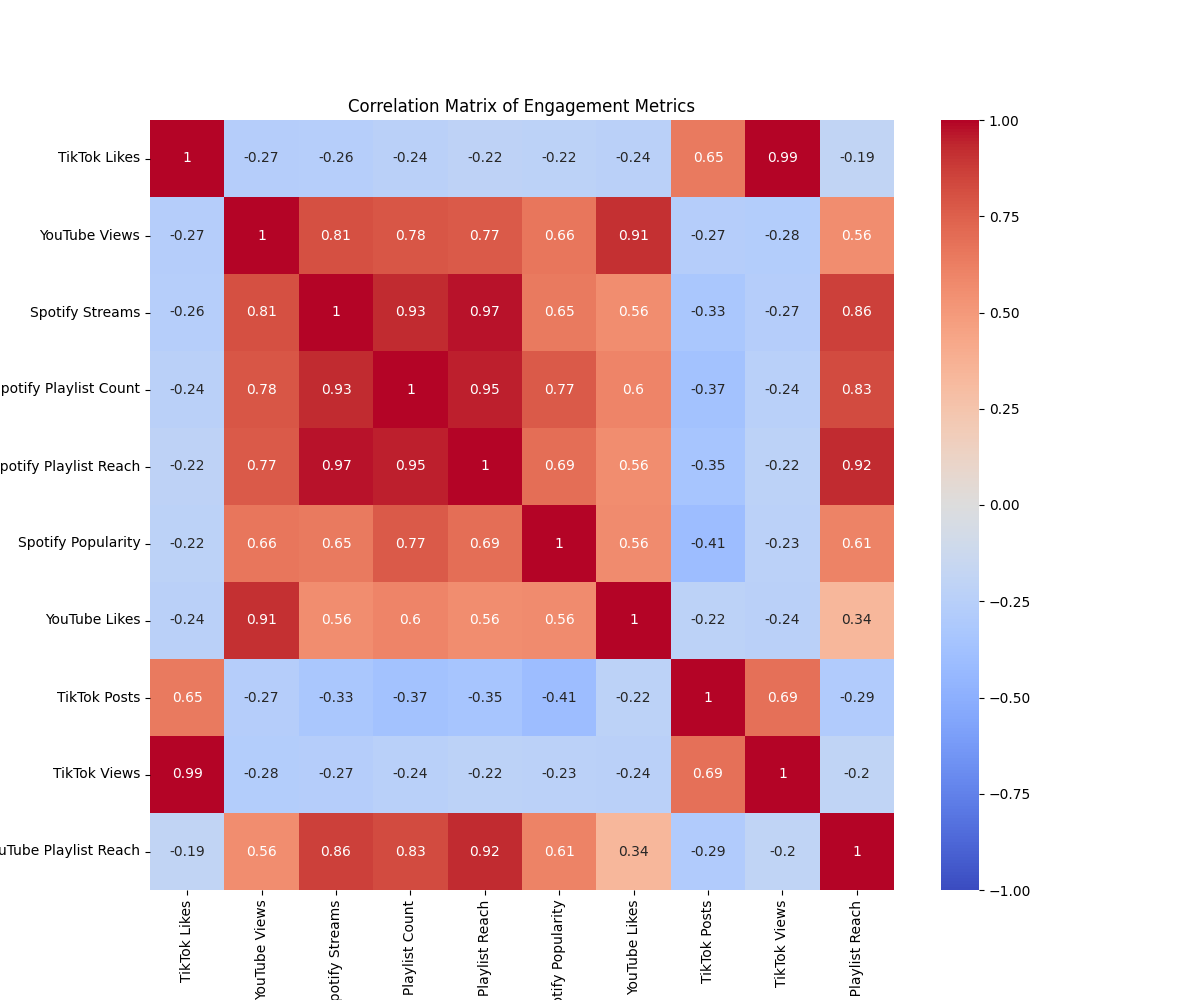 Correlation Matrix of Engagement Metrics
TikTok Likes 1 -0.27 -0.26 -0.24 -0.22 -0.22 -0.24 0.65 0.99 -0.19
YouTube Views -0.27 1 0.81 0.78 0.77 0.66 0.91 -0.27 -0.28 0.56
Spotify Streams -0.26 0.81 1 0.93 0.97 0.65 0.56 -0.33 -0.27 0.86
potify Playlist Count -0.24 0.78 0.93 1 0.95 0.77 0.6 -0.37 -0.24 0.83
potify Playlist Reach -0.22 0.77 0.97 0.95 1 0.69 0.56 -0.35 -0.22 0.92
Spotify Popularity -0.22 0.66 0.65 0.77 0.69 1 0.56 -0.41 -0.23 0.61
YouTube Likes -0.24 0.91 0.56 0.6 0.56 0.56 1 -0.22 -0.24 0.34
TikTok Posts 0.65 -0.27 -0.33 -0.37 -0.35 -0.41 -0.22 1 0.69 -0.29
TikTok Views 0.99 -0.28 -0.27 -0.24 -0.22 -0.23 -0.24 0.69 1 -0.2
uTube Playlist Reach -0.19 0.56 0.86 0.83 0.92 0.61 0.34 -0.29 -0.2 1
TikTok Likes
YouTube Views
potify Streams
Playlist Count
Playlist Reach
otify Popularity
YouTube Likes
TikTok Posts
TikTok Views
Playlist Reach
1.00
0.75
0.50
0.25
0.00
−0.25
−0.50
−0.75
−1.00